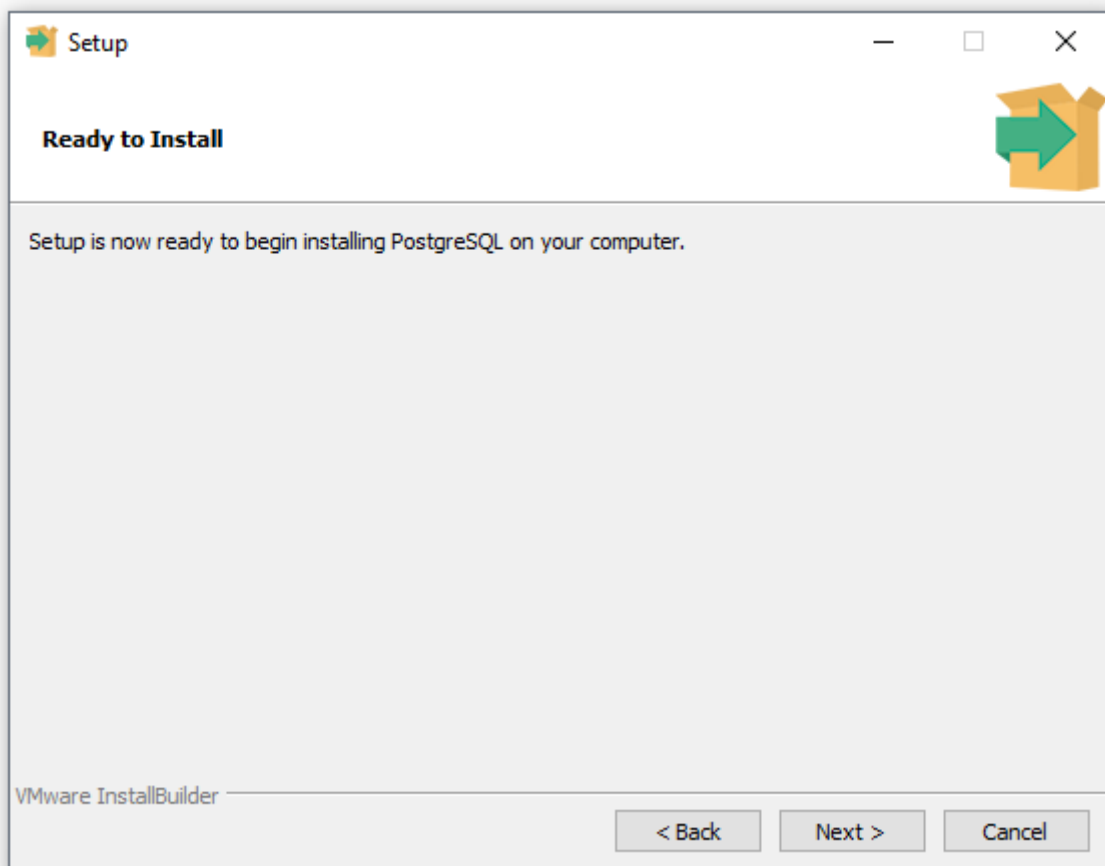 Setup
Ready to Install
Setup is now ready to begin installing PostgreSQL on your computer.
VMware InstallBuilder
< Back
Next >
Cancel